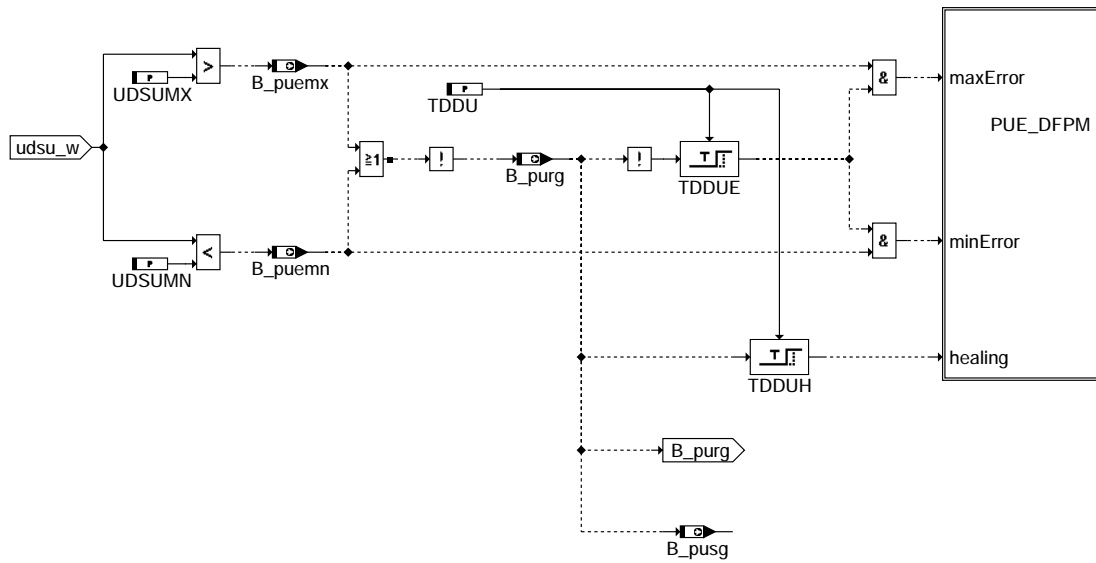 >
B_puemx
UDSUMX
P
P
TDDU
&
maxError
PUE_DFPM
udsu_w
≥1
!
B_purg
!
T
TDDUE
<
B_puemn
UDSUMN
P
&
minError
T
TDDUH
healing
B_purg
B_pusg